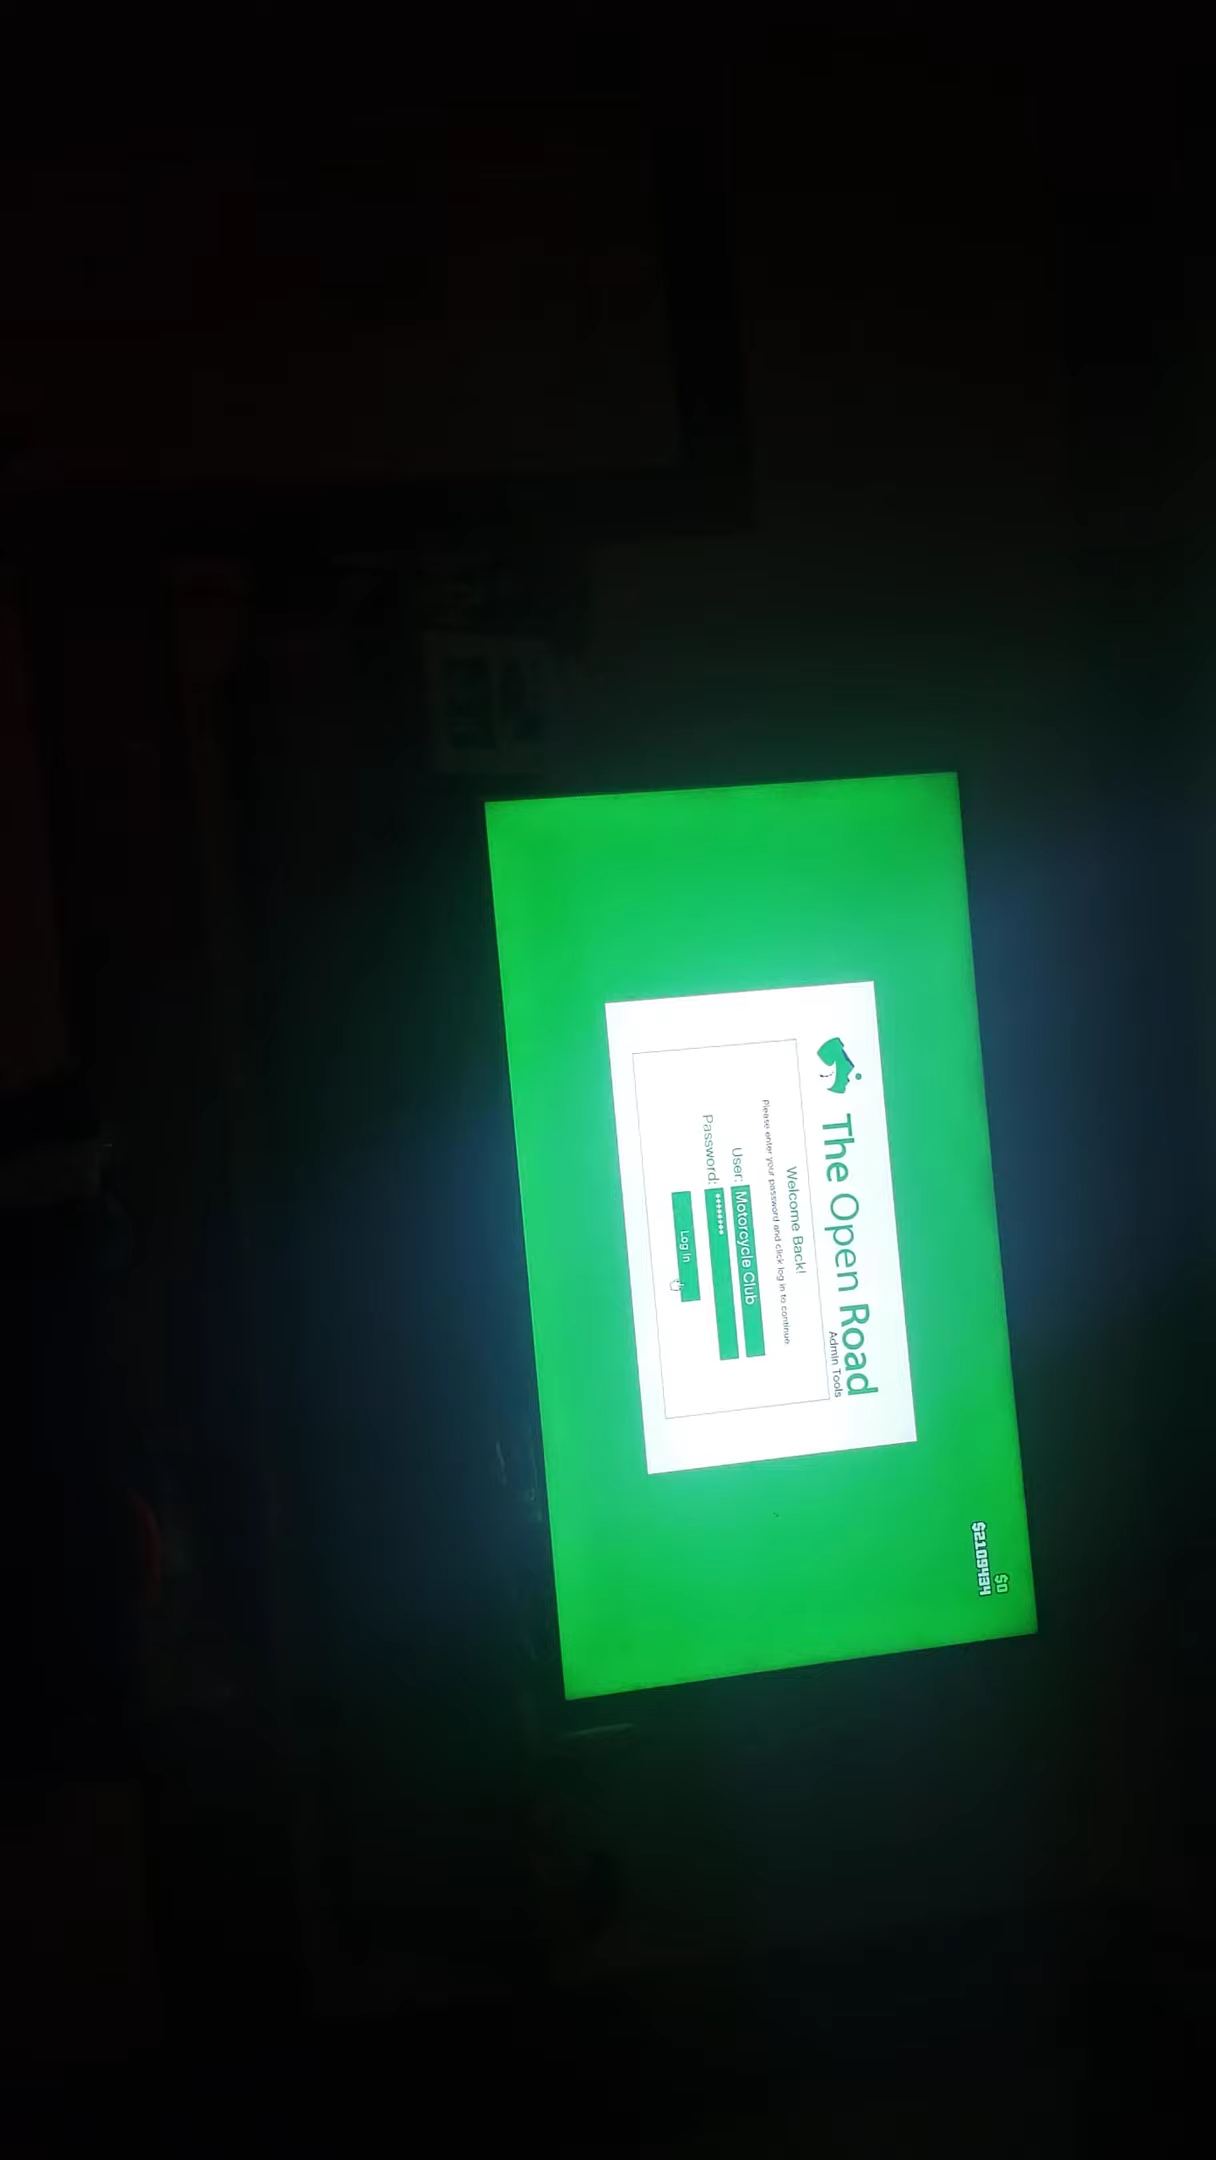 $0
$2109434
The Open Road
Admin Tools
Welcome Back!
Please enter your password and click log in to continue.
User: Motorcycle Club
Password: ********
Log In